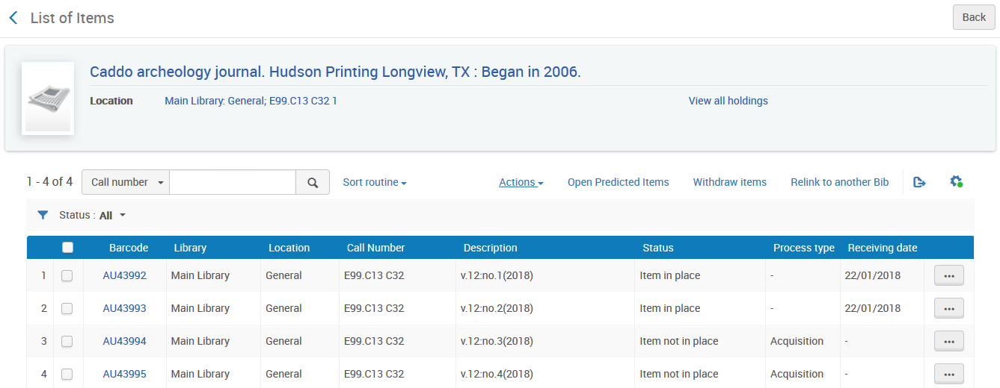 List of Items
Back
Caddo archeology journal. Hudson Printing Longview, TX : Began in 2006.
Location Main Library: General; E99.C13 C32 1 View all holdings
1 - 4 of 4 Call number Sort routine Actions Open Predicted Items Withdraw items Relink to another Bib
Status : All
Barcode Library Location Call Number Description Status Process type Receiving date
1 AU43992 Main Library General E99.C13 C32 v.12:no.1(2018) Item in place - 22/01/2018 ...
2 AU43993 Main Library General E99.C13 C32 v.12:no.2(2018) Item in place - 22/01/2018 ...
3 AU43994 Main Library General E99.C13 C32 v.12:no.3(2018) Item not in place Acquisition - ...
4 AU43995 Main Library General E99.C13 C32 v.12:no.4(2018) Item not in place Acquisition - ...